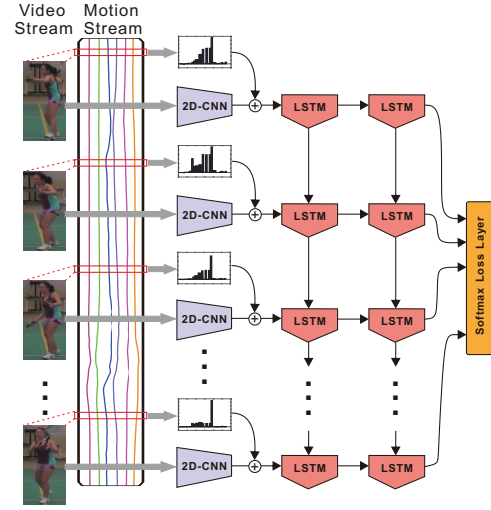 Video Motion
Stream Stream
2D-CNN
LSTM
LSTM
2D-CNN
LSTM
LSTM
2D-CNN
LSTM
LSTM
2D-CNN
LSTM
LSTM
Softmax Loss Layer